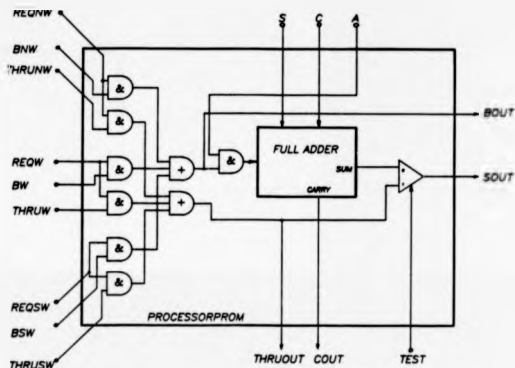 REQNW
S
C
A
BNW
THRUNW
&
BOUT
&
FULL ADDER
REQW
&
+
&
SUM
+
-
SOUT
BW
CARRY
THRUW
&
+
&
REQSW
&
BSW
PROCESSORPROM
THRUSW
THRUOUT
COUT
TEST